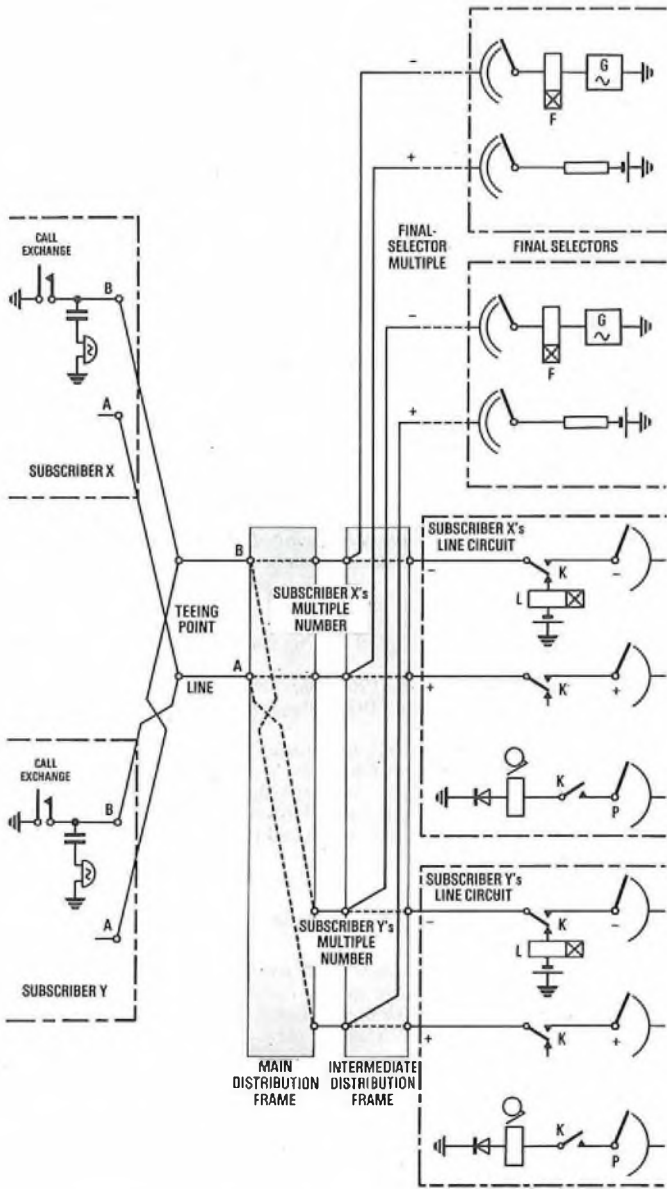 −
G
F
+
FINAL-
SELECTOR
MULTIPLE
FINAL SELECTORS
CALL
EXCHANGE
B
A
SUBSCRIBER X
−
G
F
+
SUBSCRIBER X's
LINE CIRCUIT
B
−
K
−
L
SUBSCRIBER X's
MULTIPLE
NUMBER
TEEING
POINT
A
LINE
+
K
+
CALL
EXCHANGE
B
K
P
A
SUBSCRIBER Y
SUBSCRIBER Y's
LINE CIRCUIT
−
K
−
L
SUBSCRIBER Y's
MULTIPLE
NUMBER
+
K
+
MAIN
DISTRIBUTION
FRAME
INTERMEDIATE
DISTRIBUTION
FRAME
K
P